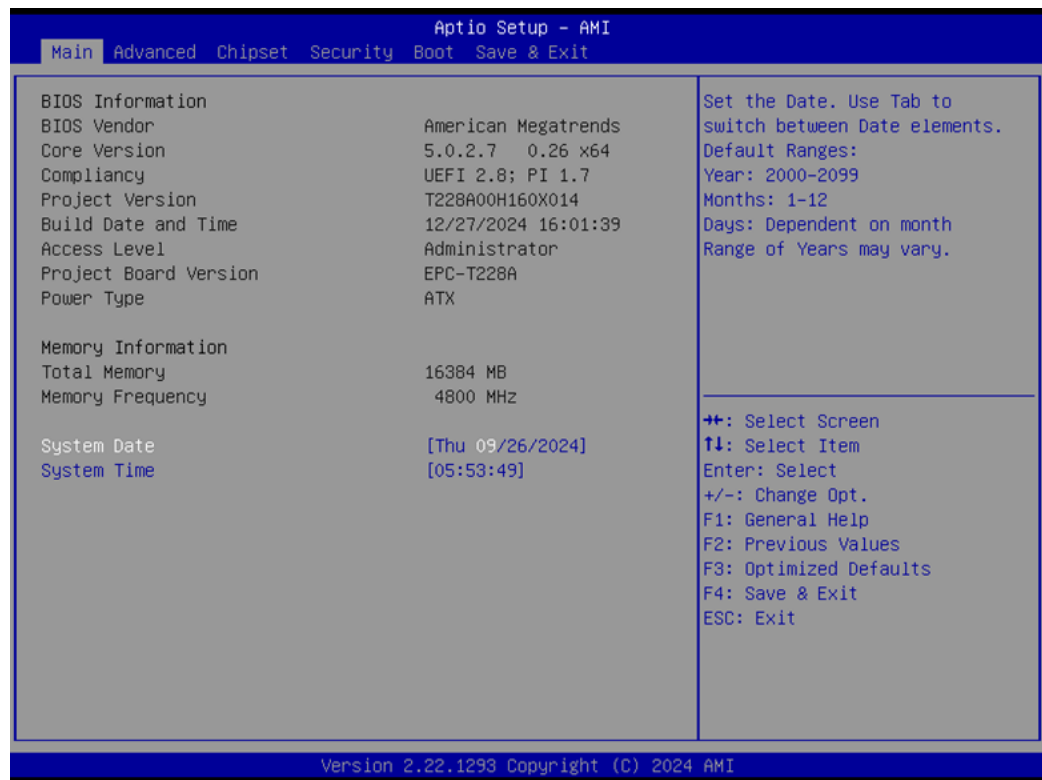 Aptio Setup – AMI
Main Advanced Chipset Security Boot Save & Exit
BIOS Information
BIOS Vendor American Megatrends
Core Version 5.0.2.7 0.26 x64
Compliancy UEFI 2.8; PI 1.7
Project Version T228A00H160X014
Build Date and Time 12/27/2024 16:01:39
Access Level Administrator
Project Board Version EPC-T228A
Power Type ATX
Memory Information
Total Memory 16384 MB
Memory Frequency 4800 MHz
System Date [Thu 09/26/2024]
System Time [05:53:49]
Set the Date. Use Tab to
switch between Date elements.
Default Ranges:
Year: 2000-2099
Months: 1-12
Days: Dependent on month
Range of Years may vary.
→←: Select Screen
↑↓: Select Item
Enter: Select
+/-: Change Opt.
F1: General Help
F2: Previous Values
F3: Optimized Defaults
F4: Save & Exit
ESC: Exit
Version 2.22.1293 Copyright (C) 2024 AMI